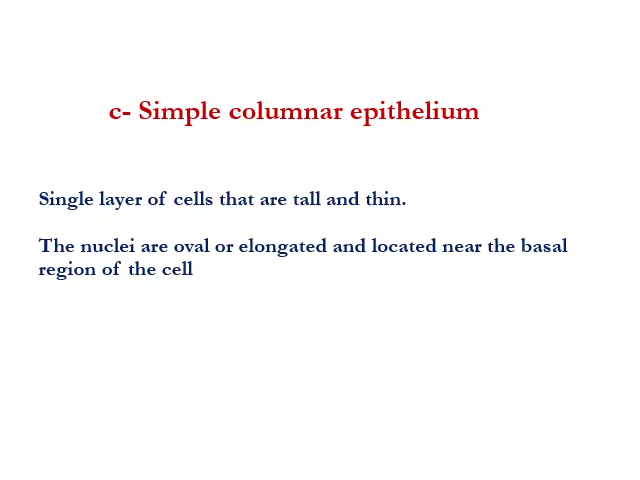 c- Simple columnar epithelium
Single layer of cells that are tall and thin.
The nuclei are oval or elongated and located near the basal
region of the cell